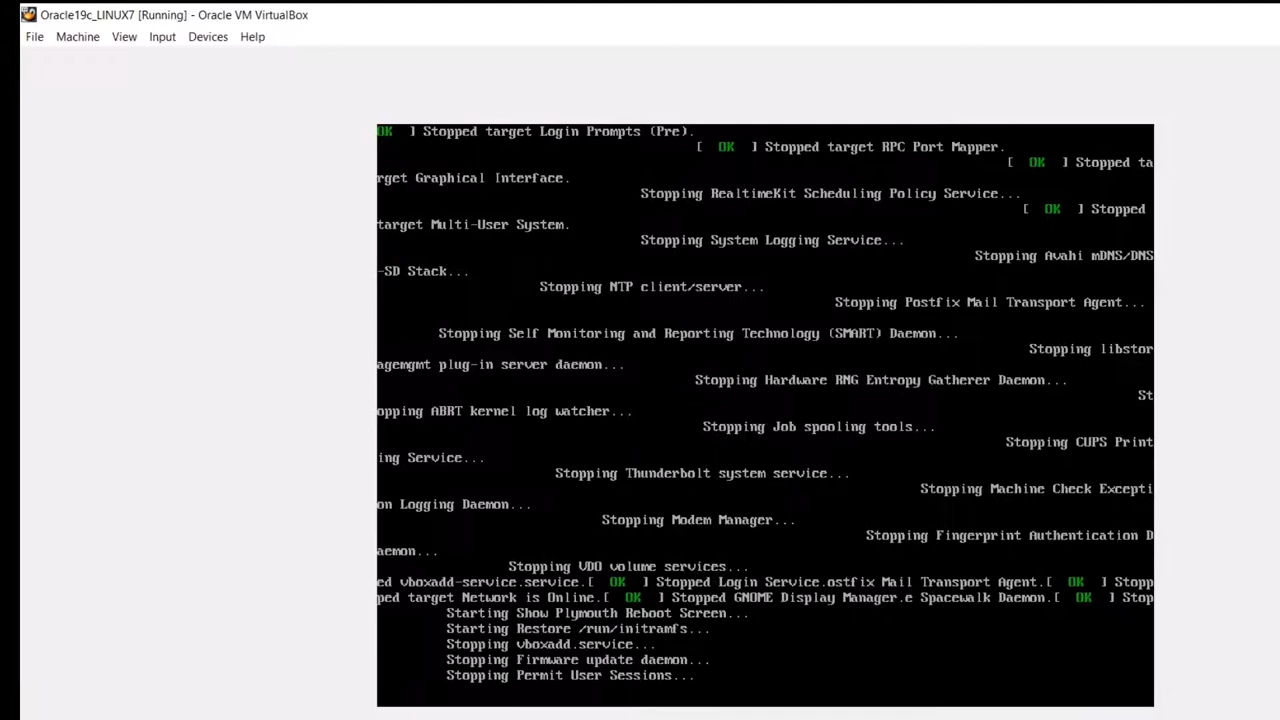 Oracle19c_LINUX7 [Running] - Oracle VM VirtualBox
File Machine View Input Devices Help
OK ] Stopped target Login Prompts (Pre).
[ OK ] Stopped target RPC Port Mapper.
[ OK ] Stopped ta
rget Graphical Interface.
Stopping RealtimeKit Scheduling Policy Service...
[ OK ] Stopped
target Multi-User System.
Stopping System Logging Service...
Stopping Avahi mDNS/DNS
-SD Stack...
Stopping NTP client/server...
Stopping Postfix Mail Transport Agent...
Stopping Self Monitoring and Reporting Technology (SMART) Daemon...
Stopping libstor
agemgmt plug-in server daemon...
Stopping Hardware RNG Entropy Gatherer Daemon...
St
opping ABRT kernel log watcher...
Stopping Job spooling tools...
Stopping CUPS Print
ing Service...
Stopping Thunderbolt system service...
Stopping Machine Check Excepti
on Logging Daemon...
Stopping Modem Manager...
Stopping Fingerprint Authentication D
aemon...
Stopping VDO volume services...
ed vboxadd-service.service.[ OK ] Stopped Login Service.ostfix Mail Transport Agent.[ OK ] Stopp
ped target Network is Online.[ OK ] Stopped GNOME Display Manager.e Spacewalk Daemon.[ OK ] Stop
Starting Show Plymouth Reboot Screen...
Starting Restore /run/initramfs...
Stopping vboxadd.service...
Stopping Firmware update daemon...
Stopping Permit User Sessions...